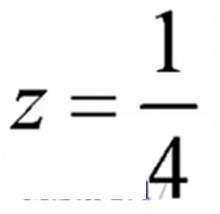 z = 1/4